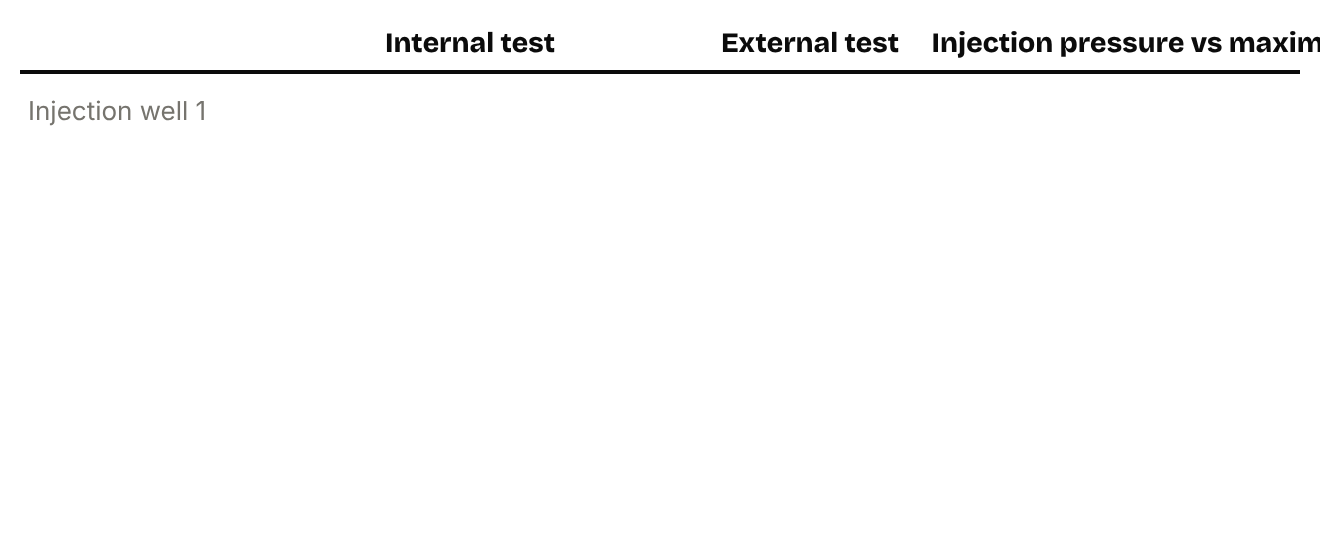 Internal test External test Injection pressure vs maxim
Injection well 1